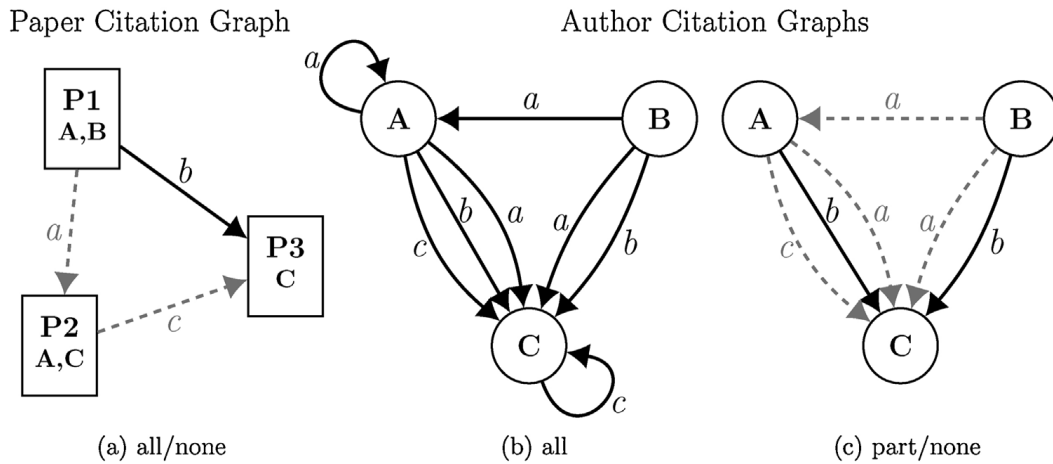 Paper Citation Graph
Author Citation Graphs
P1
A,B
b
a
P3
C
P2
A,C
c
(a) all/none
a
A
a
B
c
b
a
a
b
C
c
(b) all
A
a
B
c
b
a
a
b
C
(c) part/none